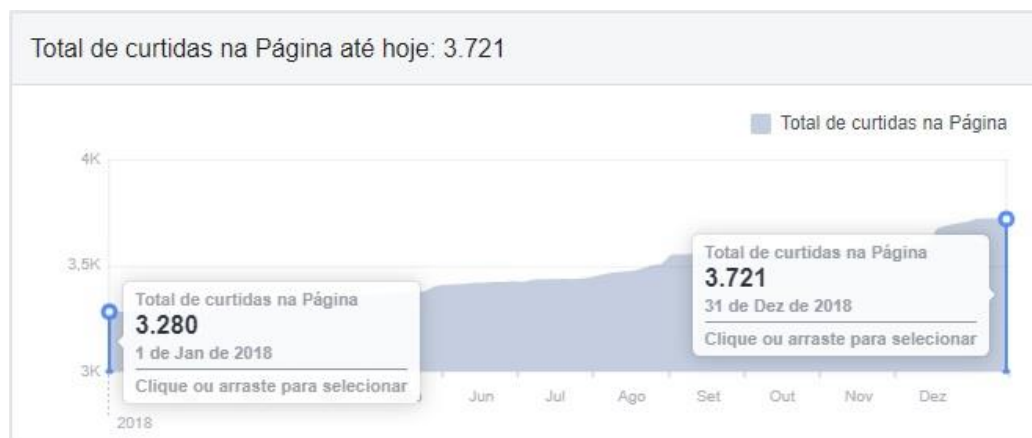 Total de curtidas na Página até hoje: 3.721
Total de curtidas na Página
4K
3,5K
3K
Total de curtidas na Página
3.280
1 de Jan de 2018
Clique ou arraste para selecionar
Total de curtidas na Página
3.721
31 de Dez de 2018
Clique ou arraste para selecionar
Jun Jul Ago Set Out Nov Dez
2018